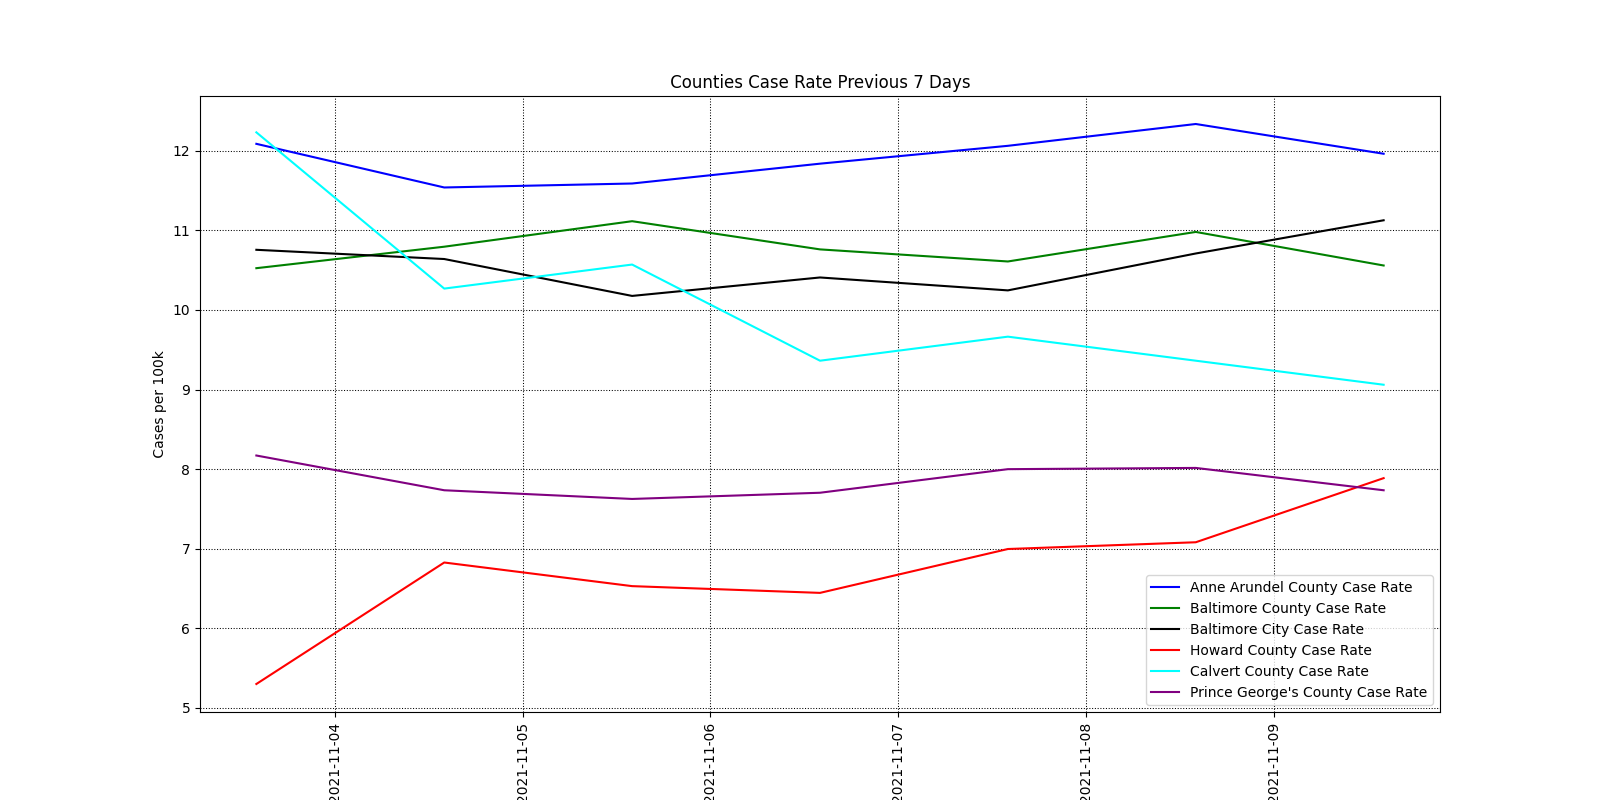 Counties Case Rate Previous 7 Days
Cases per 100k
12
11
10
9
8
7
6
5
2021-11-04
2021-11-05
2021-11-06
2021-11-07
2021-11-08
2021-11-09
Anne Arundel County Case Rate
Baltimore County Case Rate
Baltimore City Case Rate
Howard County Case Rate
Calvert County Case Rate
Prince George's County Case Rate